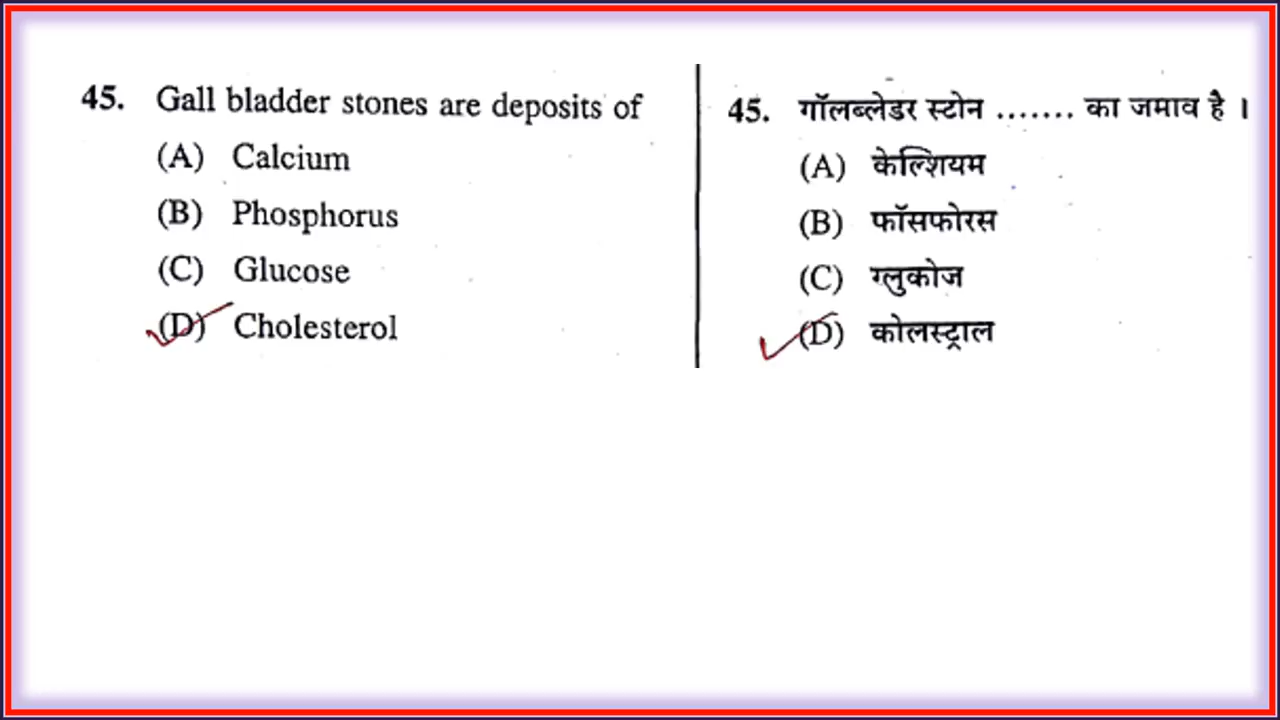 45. Gall bladder stones are deposits of
(A) Calcium
(B) Phosphorus
(C) Glucose
(D) Cholesterol
45. गॉलब्लेडर स्टोन ....... का जमाव है ।
(A) केल्शियम
(B) फॉसफोरस
(C) ग्लुकोज
(D) कोलस्ट्राल